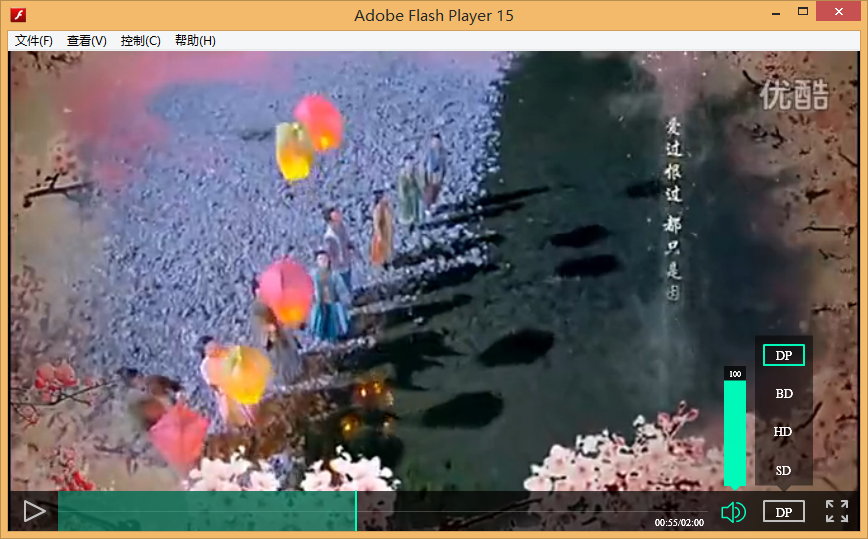 Adobe Flash Player 15
文件(F) 查看(V) 控制(C) 帮助(H)
优酷
爱过恨过 都只是因
DP
100
BD
HD
SD
00:55/02:00
DP